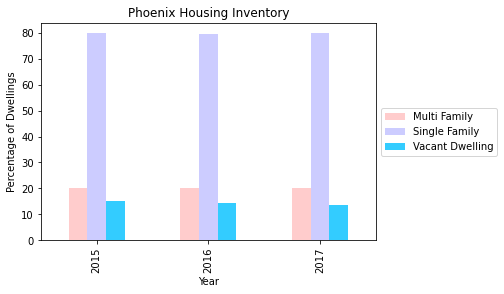 Phoenix Housing Inventory
Percentage of Dwellings
80
70
60
50
40
30
20
10
0
2015
2016
2017
Year
Multi Family
Single Family
Vacant Dwelling